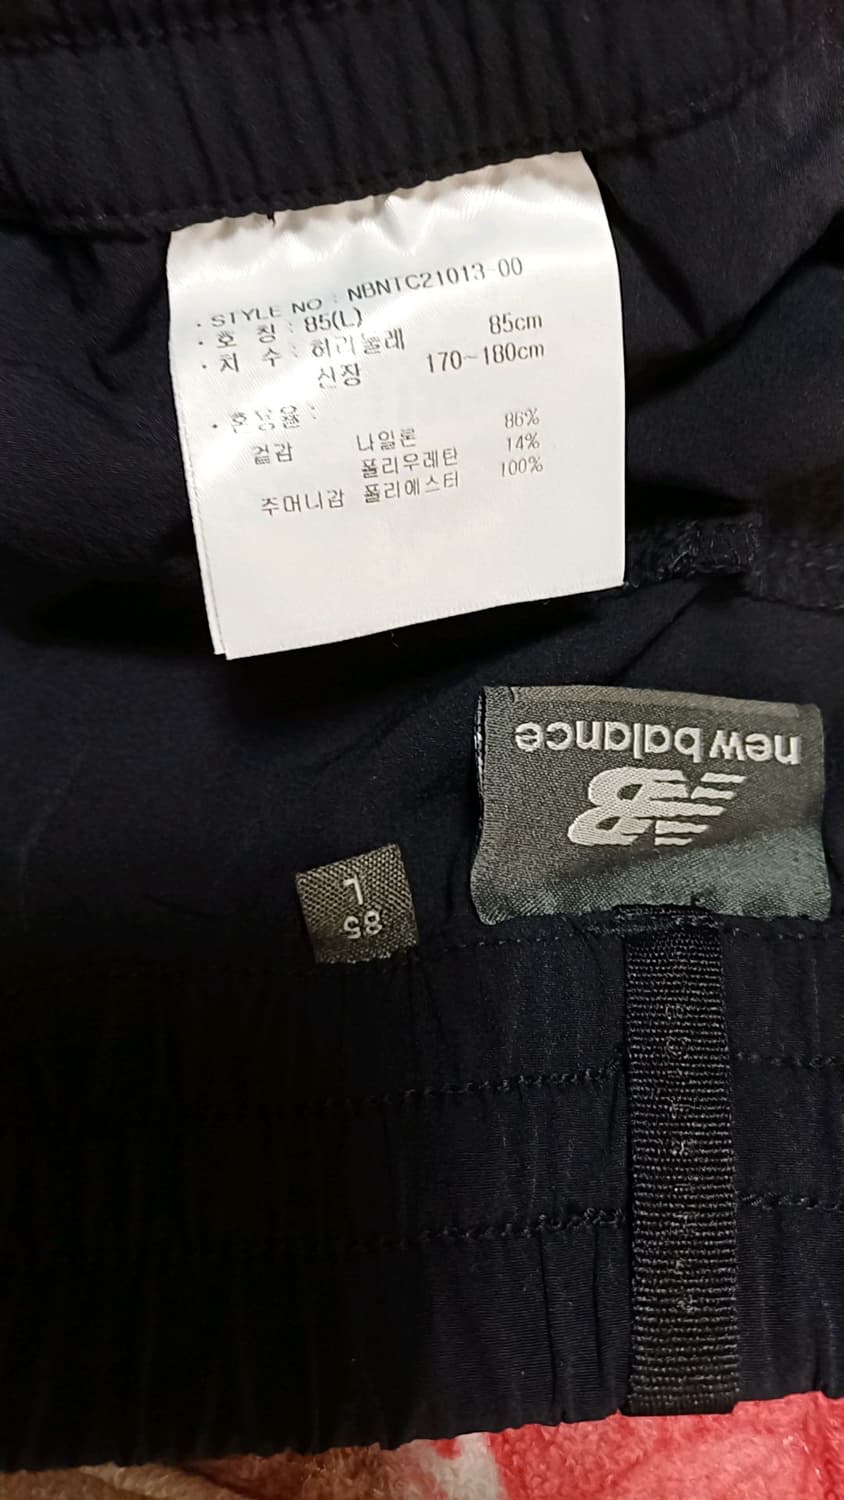 · STYLE NO : NBNTC21013-00
· 호 칭 : 85(L)
· 치 수 : 허리둘레 85cm
신장 170~180cm
· 혼용율 :
겉감 나일론 86%
폴리우레탄 14%
주머니감 폴리에스터 100%
new balance
85
L